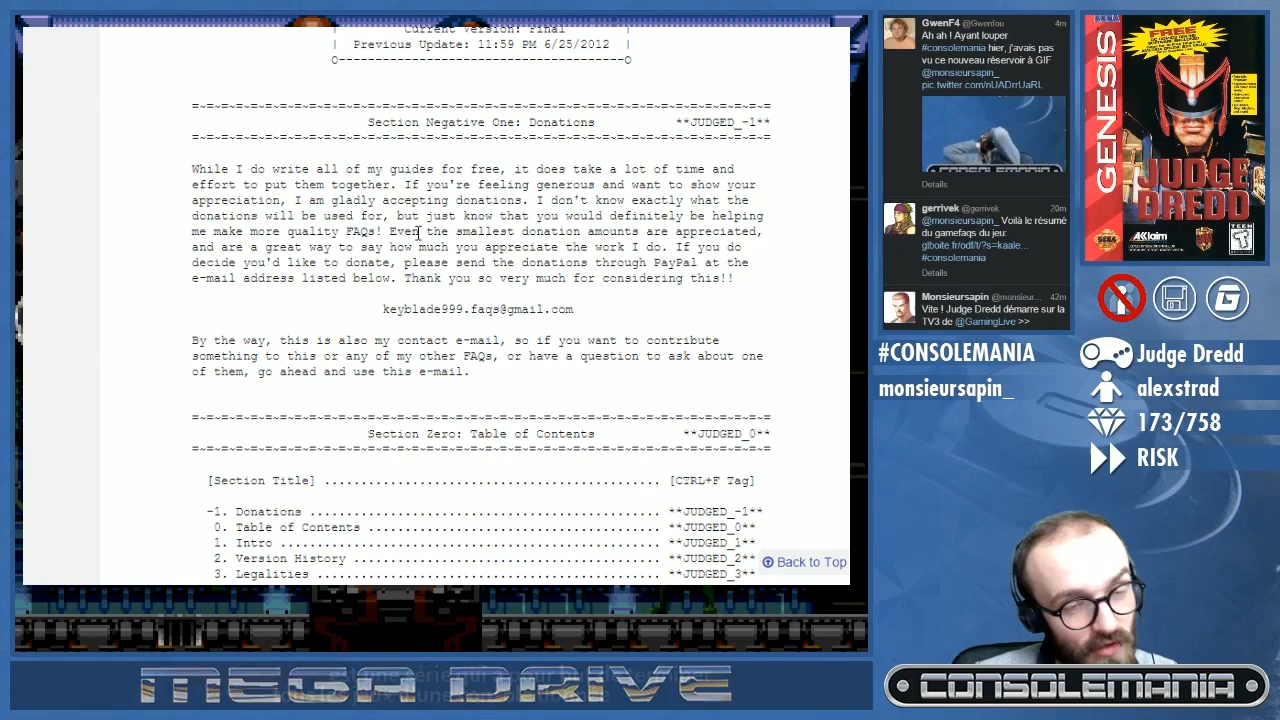 Current Version: Final
| Previous Update: 11:59 PM 6/25/2012 |
O---------------------------------------O
=~=~=~=~=~=~=~=~=~=~=~=~=~=~=~=~=~=~=~=~=~=~=~=~=~=~=~=~=~=~=~=~=~=~=~=~=~=~=
Section Negative One: Donations **JUDGED_-1**
=~=~=~=~=~=~=~=~=~=~=~=~=~=~=~=~=~=~=~=~=~=~=~=~=~=~=~=~=~=~=~=~=~=~=~=~=~=~=
While I do write all of my guides for free, it does take a lot of time and
effort to put them together. If you're feeling generous and want to show your
appreciation, I am gladly accepting donations. I don't know exactly what the
donations will be used for, but just know that you would definitely be helping
me make more quality FAQs! Even the smallest donation amounts are appreciated,
and are a great way to say how much you appreciate the work I do. If you do
decide you'd like to donate, please send the donations through PayPal at the
e-mail address listed below. Thank you so very much for considering this!!
keyblade999.faqs@gmail.com
By the way, this is also my contact e-mail, so if you want to contribute
something to this or any of my other FAQs, or have a question to ask about one
of them, go ahead and use this e-mail.
=~=~=~=~=~=~=~=~=~=~=~=~=~=~=~=~=~=~=~=~=~=~=~=~=~=~=~=~=~=~=~=~=~=~=~=~=~=~=
Section Zero: Table of Contents **JUDGED_0**
=~=~=~=~=~=~=~=~=~=~=~=~=~=~=~=~=~=~=~=~=~=~=~=~=~=~=~=~=~=~=~=~=~=~=~=~=~=~=
[Section Title] .............................................. [CTRL+F Tag]
-1. Donations ................................................ **JUDGED_-1**
0. Table of Contents ........................................ **JUDGED_0**
1. Intro .................................................... **JUDGED_1**
2. Version History .......................................... **JUDGED_2**
3. Legalities ............................................... **JUDGED_3**
Back to Top
MEGA DRIVE
GwenF4 @Gwenfou 4m
Ah ah ! Ayant louper
#consolemania hier, j'avais pas
vu ce nouveau réservoir à GIF
@monsieursapin_
pic.twitter.com/nUADrrUaRL
CONSOLEMANIA
Details
gerrivek @gerrivek 20m
@monsieursapin_ Voilà le résumé
du gamefaqs du jeu:
glboite.fr/odf/t/?s=kaale...
#consolemania
Details
Monsieursapin @monsieur... 42m
Vite ! Judge Dredd démarre sur la
TV3 de @GamingLive >>
#CONSOLEMANIA
monsieursapin_
SEGA
GENESIS
FREE
JUDGE
DREDD
SEGA
AKlaim
TEEN
Judge Dredd
alexstrad
173/758
RISK
CONSOLEMANIA